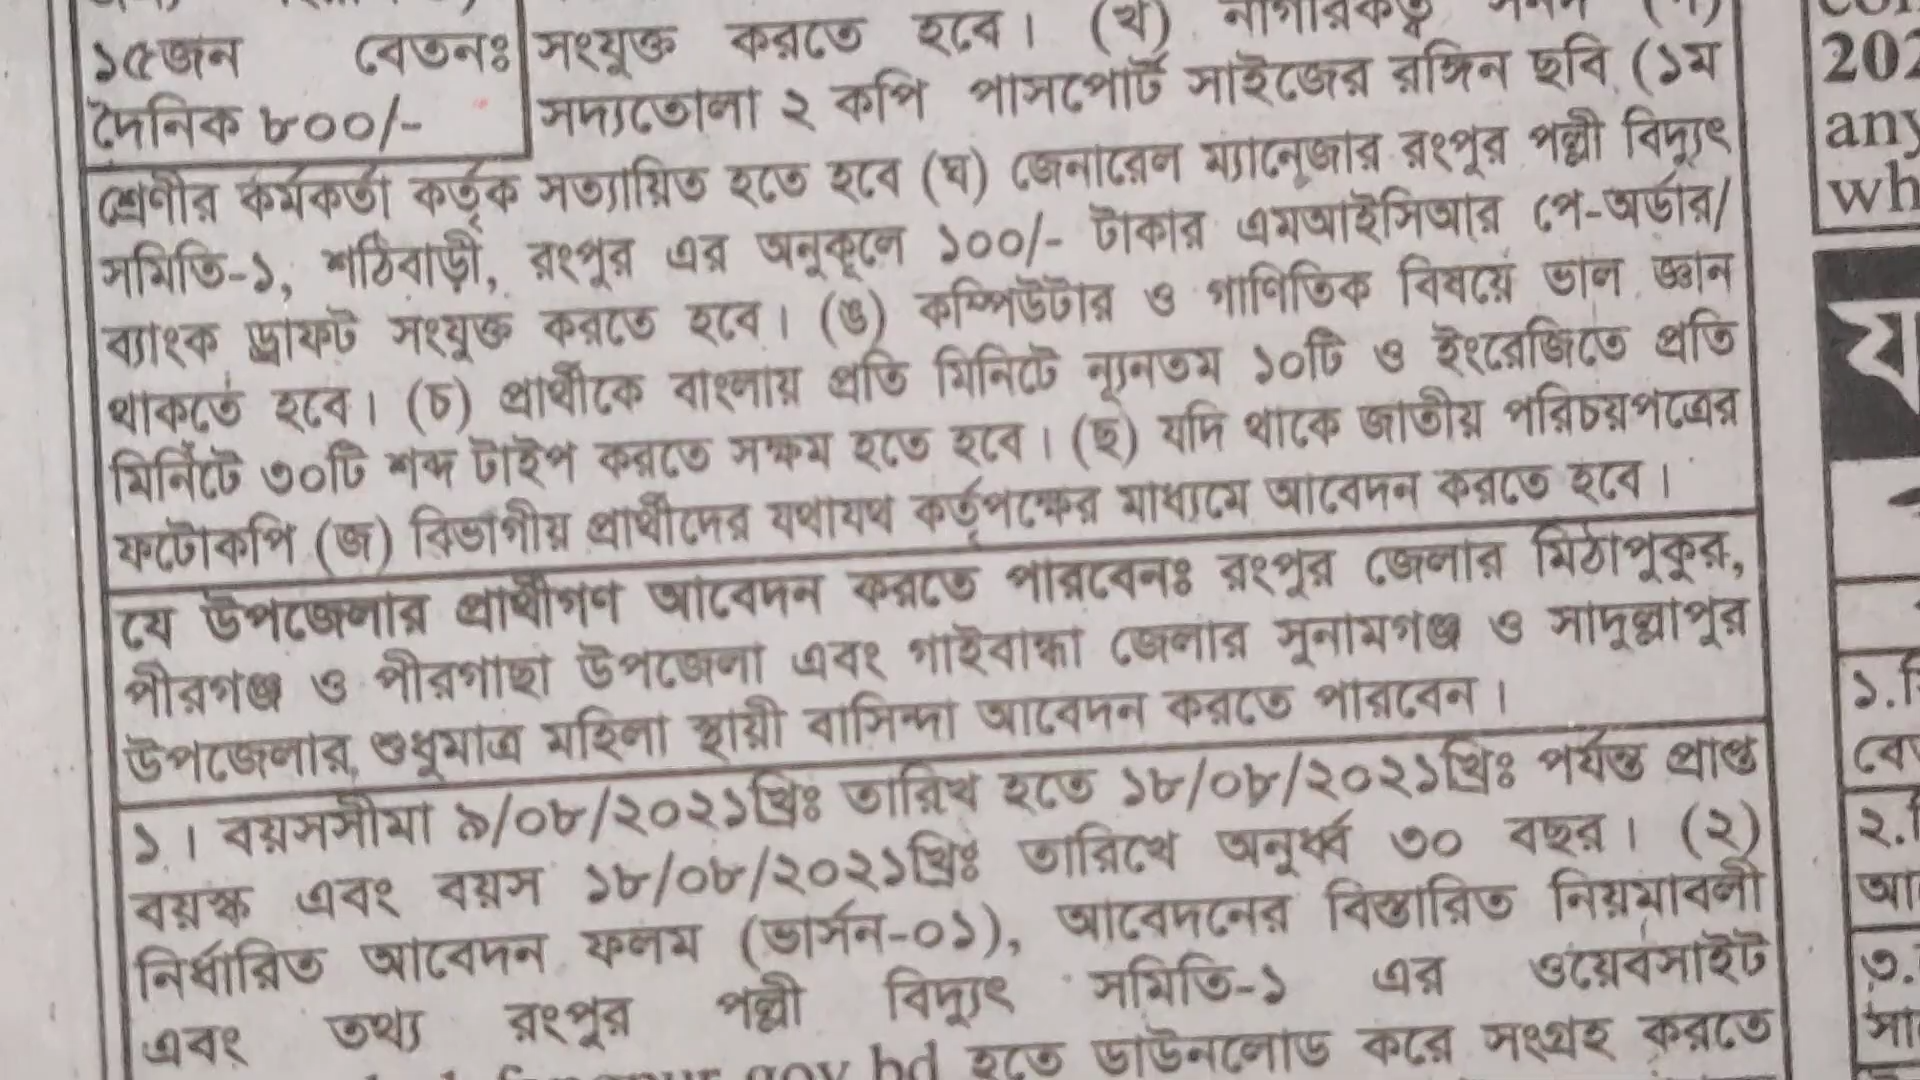 ১৫জন বেতনঃ
দৈনিক ৮০০/-
সংযুক্ত করতে হবে। (খ) নাগরিকত্ব সনদ (গ)
সদ্যতোলা ২ কপি পাসপোর্ট সাইজের রঙ্গিন ছবি (১ম
শ্রেণীর কর্মকর্তা কর্তৃক সত্যায়িত হতে হবে (ঘ) জেনারেল ম্যানেজার রংপুর পল্লী বিদ্যুৎ
সমিতি-১, শঠিবাড়ী, রংপুর এর অনুকূলে ১০০/- টাকার এমআইসিআর পে-অর্ডার/
ব্যাংক ড্রাফট সংযুক্ত করতে হবে। (ঙ) কম্পিউটার ও গাণিতিক বিষয়ে ভাল জ্ঞান
থাকতে হবে। (চ) প্রার্থীকে বাংলায় প্রতি মিনিটে ন্যূনতম ১০টি ও ইংরেজিতে প্রতি
মিনিটে ৩০টি শব্দ টাইপ করতে সক্ষম হতে হবে। (ছ) যদি থাকে জাতীয় পরিচয়পত্রের
ফটোকপি (জ) বিভাগীয় প্রার্থীদের যথাযথ কর্তৃপক্ষের মাধ্যমে আবেদন করতে হবে।
যে উপজেলার প্রার্থীগণ আবেদন করতে পারবেনঃ রংপুর জেলার মিঠাপুকুর,
পীরগঞ্জ ও পীরগাছা উপজেলা এবং গাইবান্ধা জেলার সুনামগঞ্জ ও সাদুল্লাপুর
উপজেলার শুধুমাত্র মহিলা স্থায়ী বাসিন্দা আবেদন করতে পারবেন।
১। বয়সসীমা ৯/০৮/২০২১খ্রিঃ তারিখ হতে ১৮/০৮/২০২১খ্রিঃ পর্যন্ত প্রাপ্ত
বয়স্ক এবং বয়স ১৮/০৮/২০২১খ্রিঃ তারিখে অনূর্ধ্ব ৩০ বছর। (২)
নির্ধারিত আবেদন ফলম (ভার্সন-০১), আবেদনের বিস্তারিত নিয়মাবলী
এবং তথ্য রংপুর পল্লী বিদ্যুৎ সমিতি-১ এর ওয়েবসাইট
gov.bd হতে ডাউনলোড করে সংগ্রহ করতে
202
any
wh
১.
২.
৩.